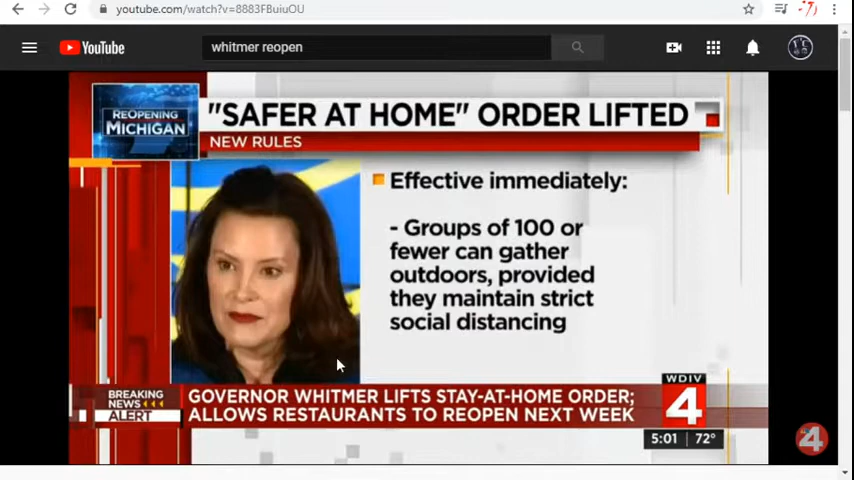 youtube.com/watch?v=8883FBuiuOU
YouTube
whitmer reopen
REOPENING
MICHIGAN
"SAFER AT HOME" ORDER LIFTED
NEW RULES
Effective immediately:
- Groups of 100 or
fewer can gather
outdoors, provided
they maintain strict
social distancing
BREAKING
NEWS
ALERT
GOVERNOR WHITMER LIFTS STAY-AT-HOME ORDER;
ALLOWS RESTAURANTS TO REOPEN NEXT WEEK
WDIV
4
5:01 72°
4